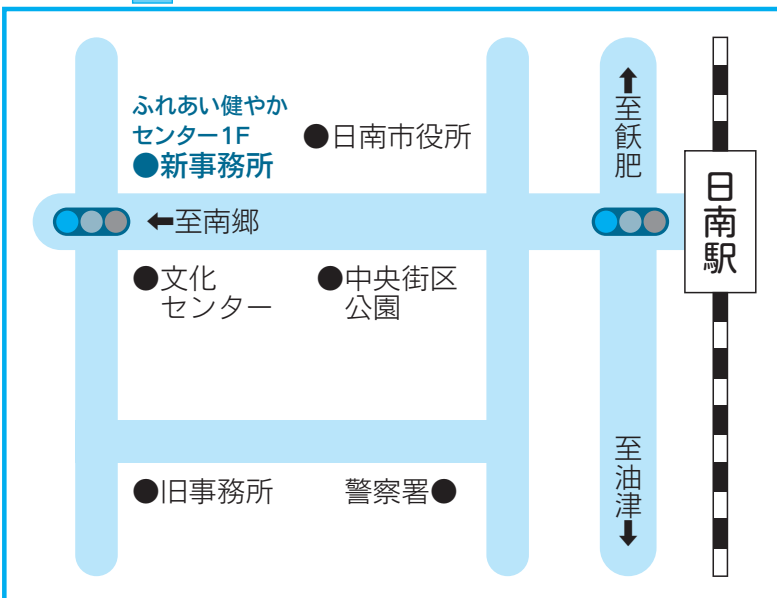 ふれあい健やか
センター1F
●新事務所
●日南市役所
⬆至飫肥
日南駅
⬅至南郷
●文化
センター
●中央街区
公園
●旧事務所
警察署●
至油津⬇